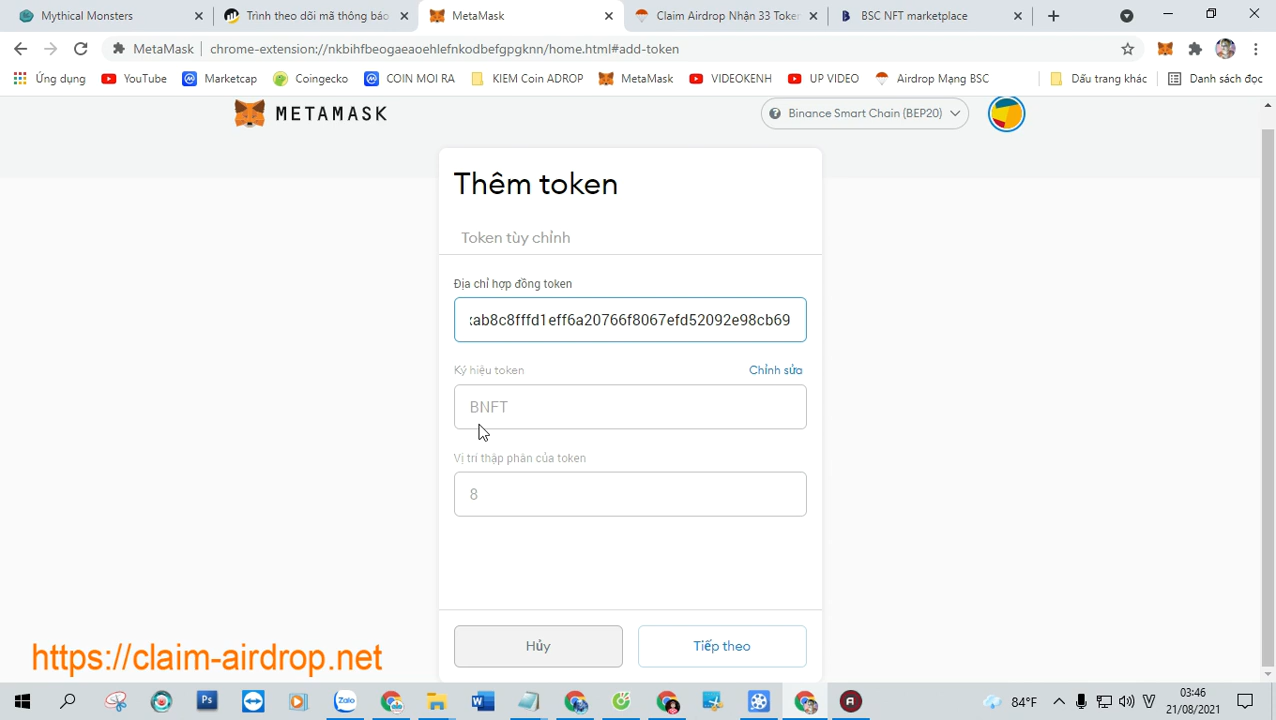 Mythical Monsters
Trình theo dõi mã thông báo
MetaMask
Claim Airdrop Nhận 33 Token
BSC NFT marketplace
MetaMask | chrome-extension://nkbihfbeogaeaoehlefnkodbefgpgknn/home.html#add-token
Ứng dụng YouTube Marketcap Coingecko COIN MOI RA KIEM Coin ADROP MetaMask VIDEOKENH UP VIDEO Airdrop Mạng BSC Dấu trang khác Danh sách đọc
METAMASK
Binance Smart Chain (BEP20)
Thêm token
Token tùy chỉnh
Địa chỉ hợp đồng token
ab8c8fffd1eff6a20766f8067efd52092e98cb69
Ký hiệu token Chỉnh sửa
BNFT
Vị trí thập phân của token
8
Hủy Tiếp theo
https://claim-airdrop.net
84°F
03:46
21/08/2021